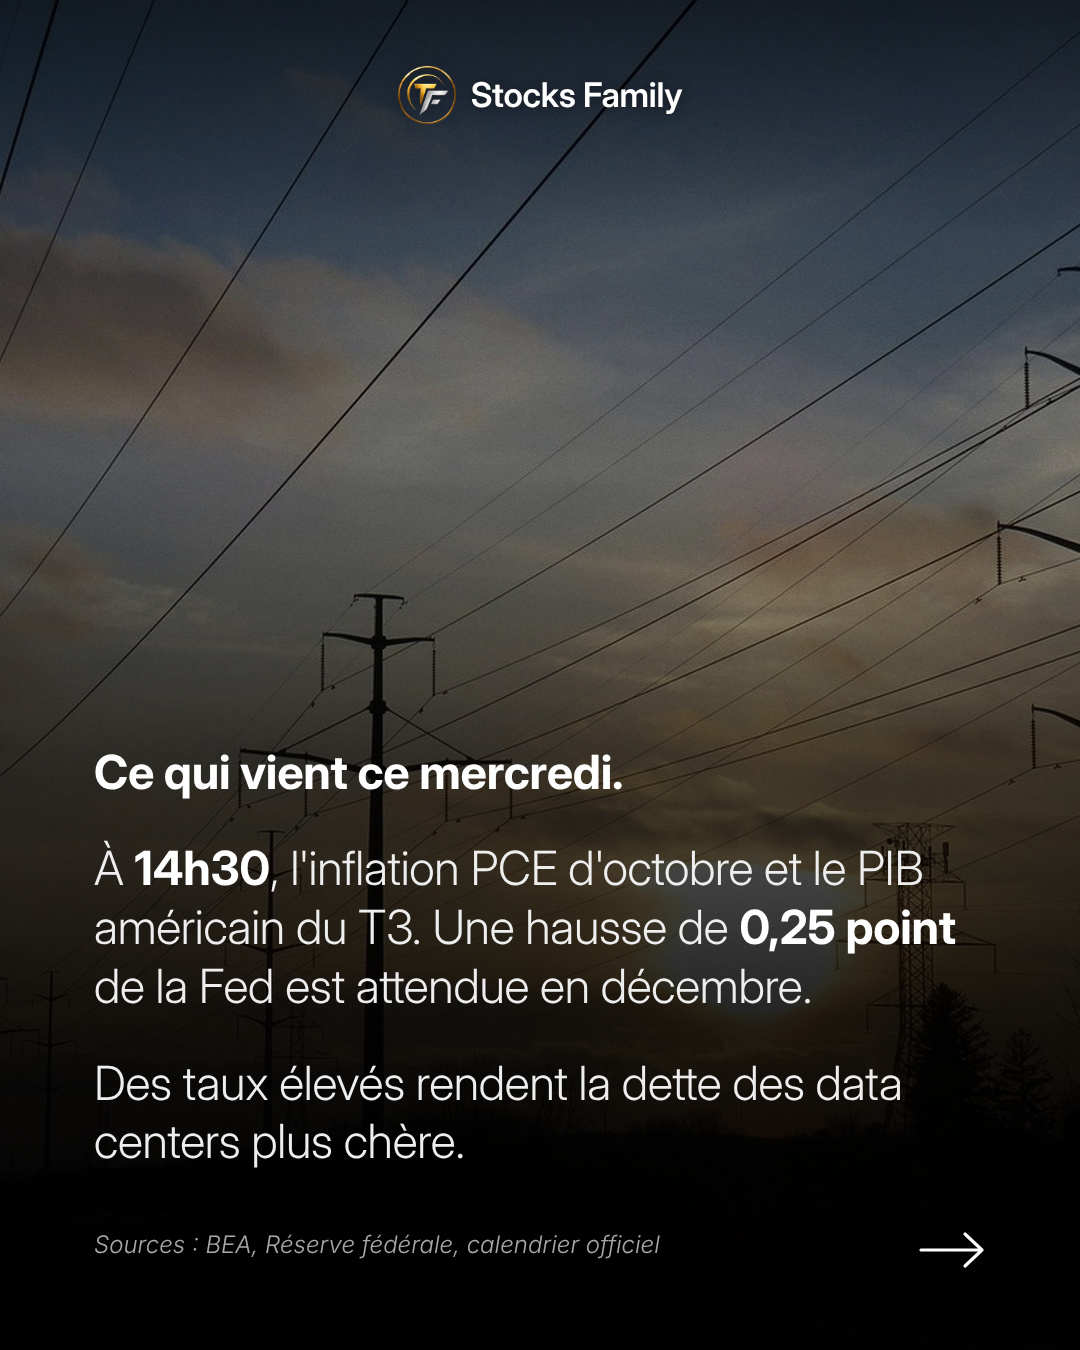 Stocks Family
Ce qui vient ce mercredi.
À 14h30, l'inflation PCE d'octobre et le PIB
américain du T3. Une hausse de 0,25 point
de la Fed est attendue en décembre.
Des taux élevés rendent la dette des data
centers plus chère.
Sources : BEA, Réserve fédérale, calendrier officiel